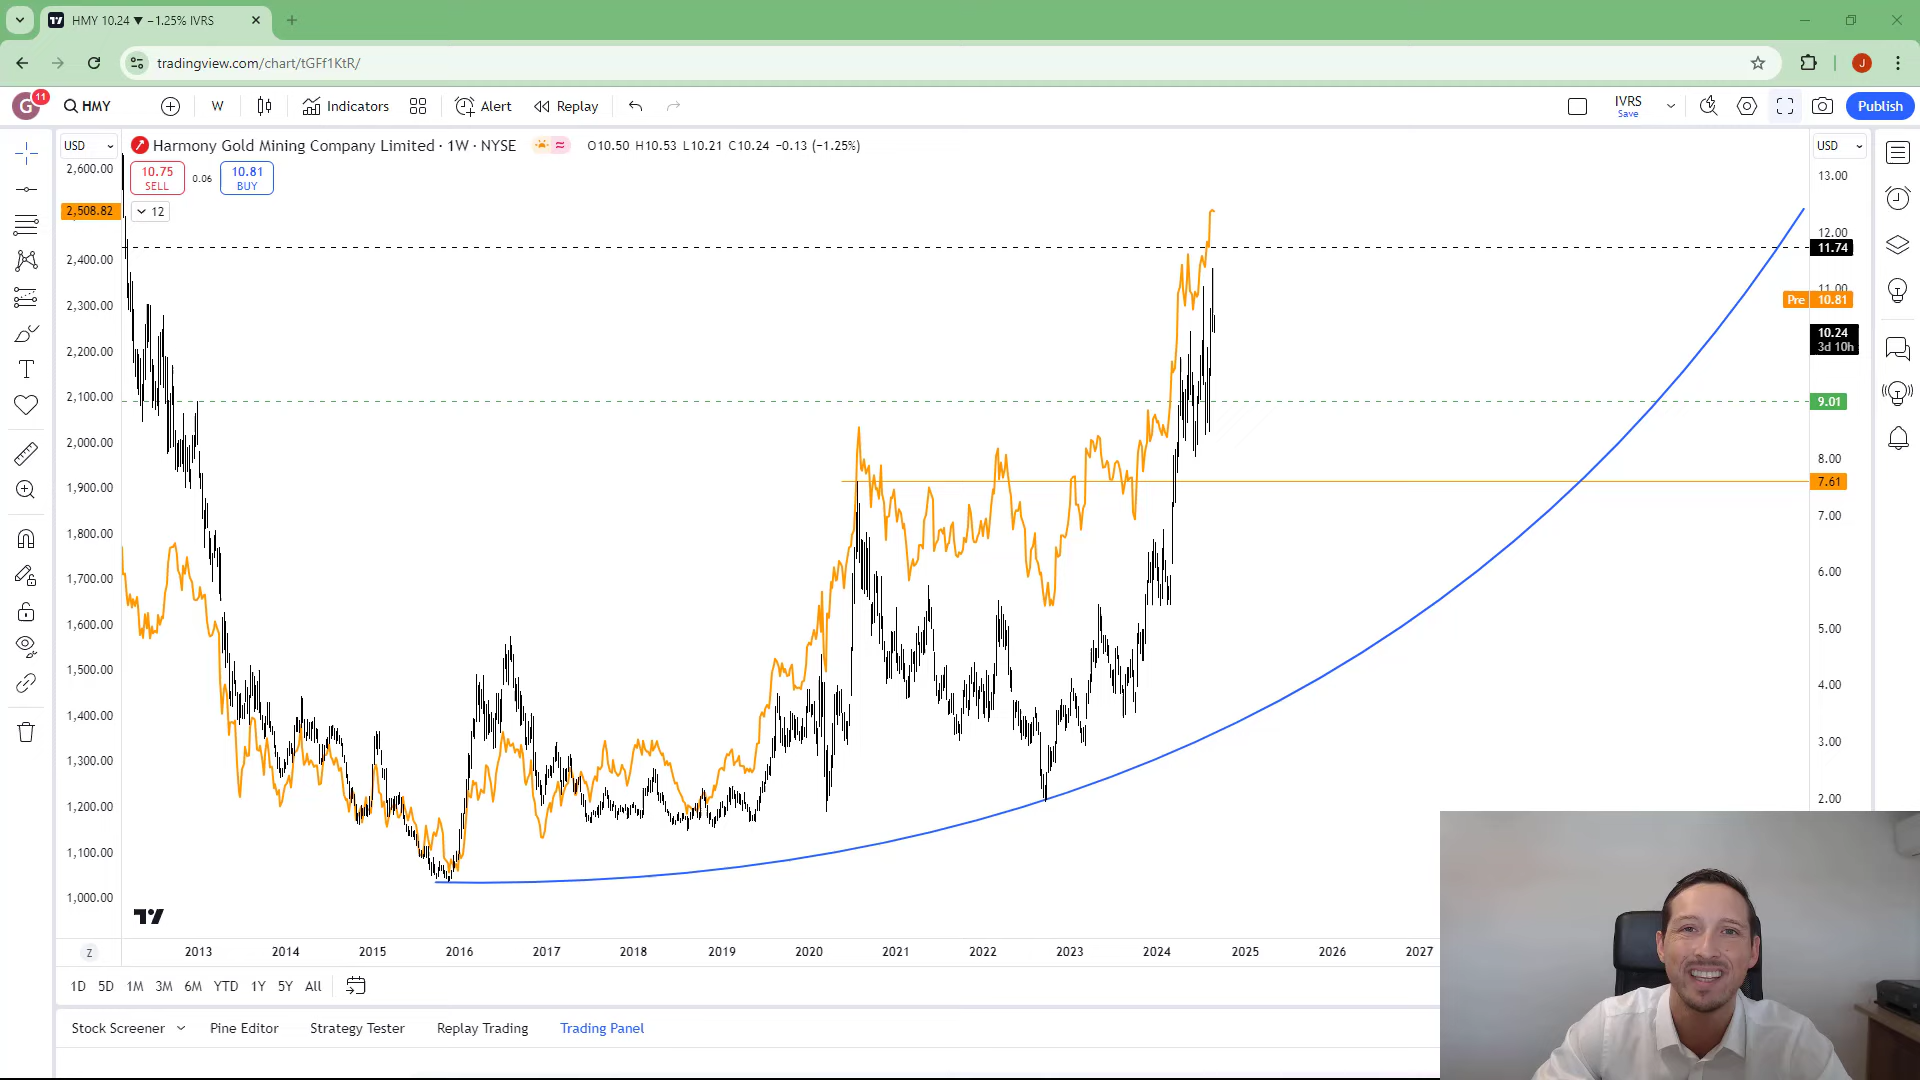 HMY 10.24 ▼ −1.25% IVRS
tradingview.com/chart/tGFf1KtR/
J
G 11 HMY W Indicators Alert Replay IVRS Save Publish
USD Harmony Gold Mining Company Limited · 1W · NYSE O10.50 H10.53 L10.21 C10.24 −0.13 (−1.25%) USD
10.75 SELL 0.06 10.81 BUY
12
2,600.00
2,508.82
2,400.00
2,300.00
2,200.00
2,100.00
2,000.00
1,900.00
1,800.00
1,700.00
1,600.00
1,500.00
1,400.00
1,300.00
1,200.00
1,100.00
1,000.00
13.00
12.00
11.74
11.00
Pre 10.81
10.24
3d 10h
9.01
8.00
7.61
7.00
6.00
5.00
4.00
3.00
2.00
Z 2013 2014 2015 2016 2017 2018 2019 2020 2021 2022 2023 2024 2025 2026 2027
1D 5D 1M 3M 6M YTD 1Y 5Y All
Stock Screener Pine Editor Strategy Tester Replay Trading Trading Panel